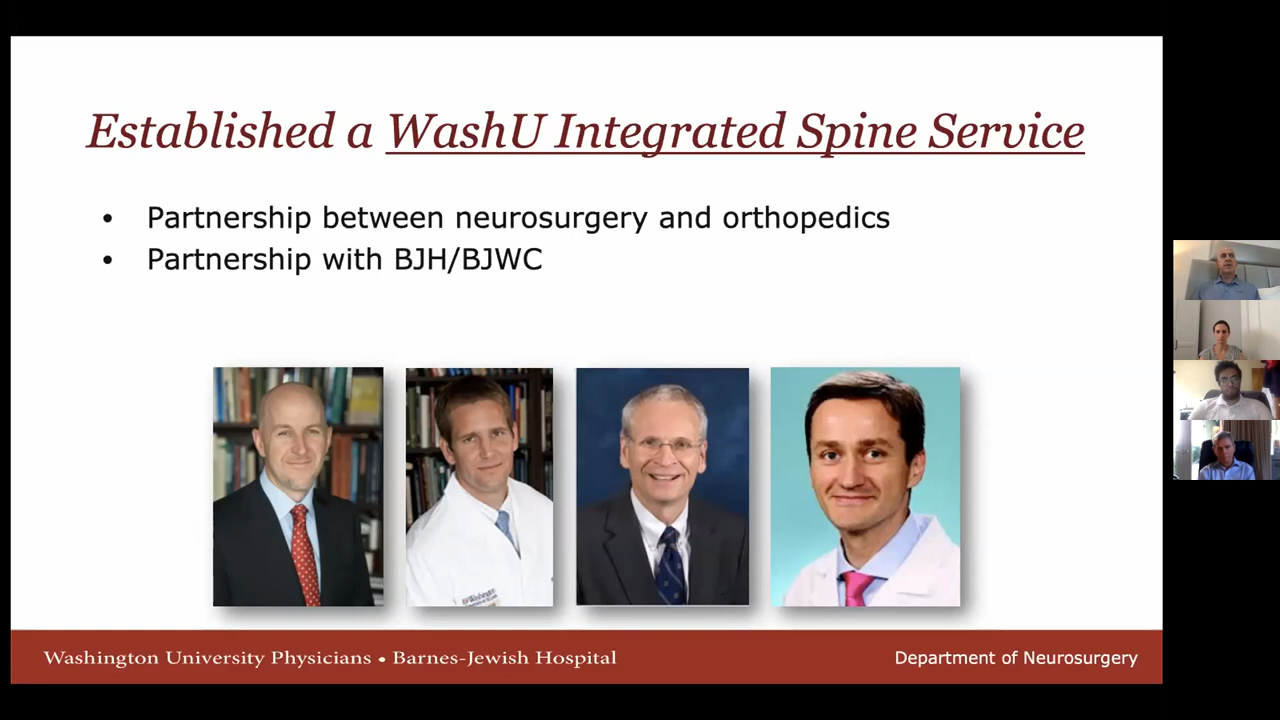 Established a WashU Integrated Spine Service
• Partnership between neurosurgery and orthopedics
• Partnership with BJH/BJWC
Washington
Washington University Physicians • Barnes-Jewish Hospital
Department of Neurosurgery